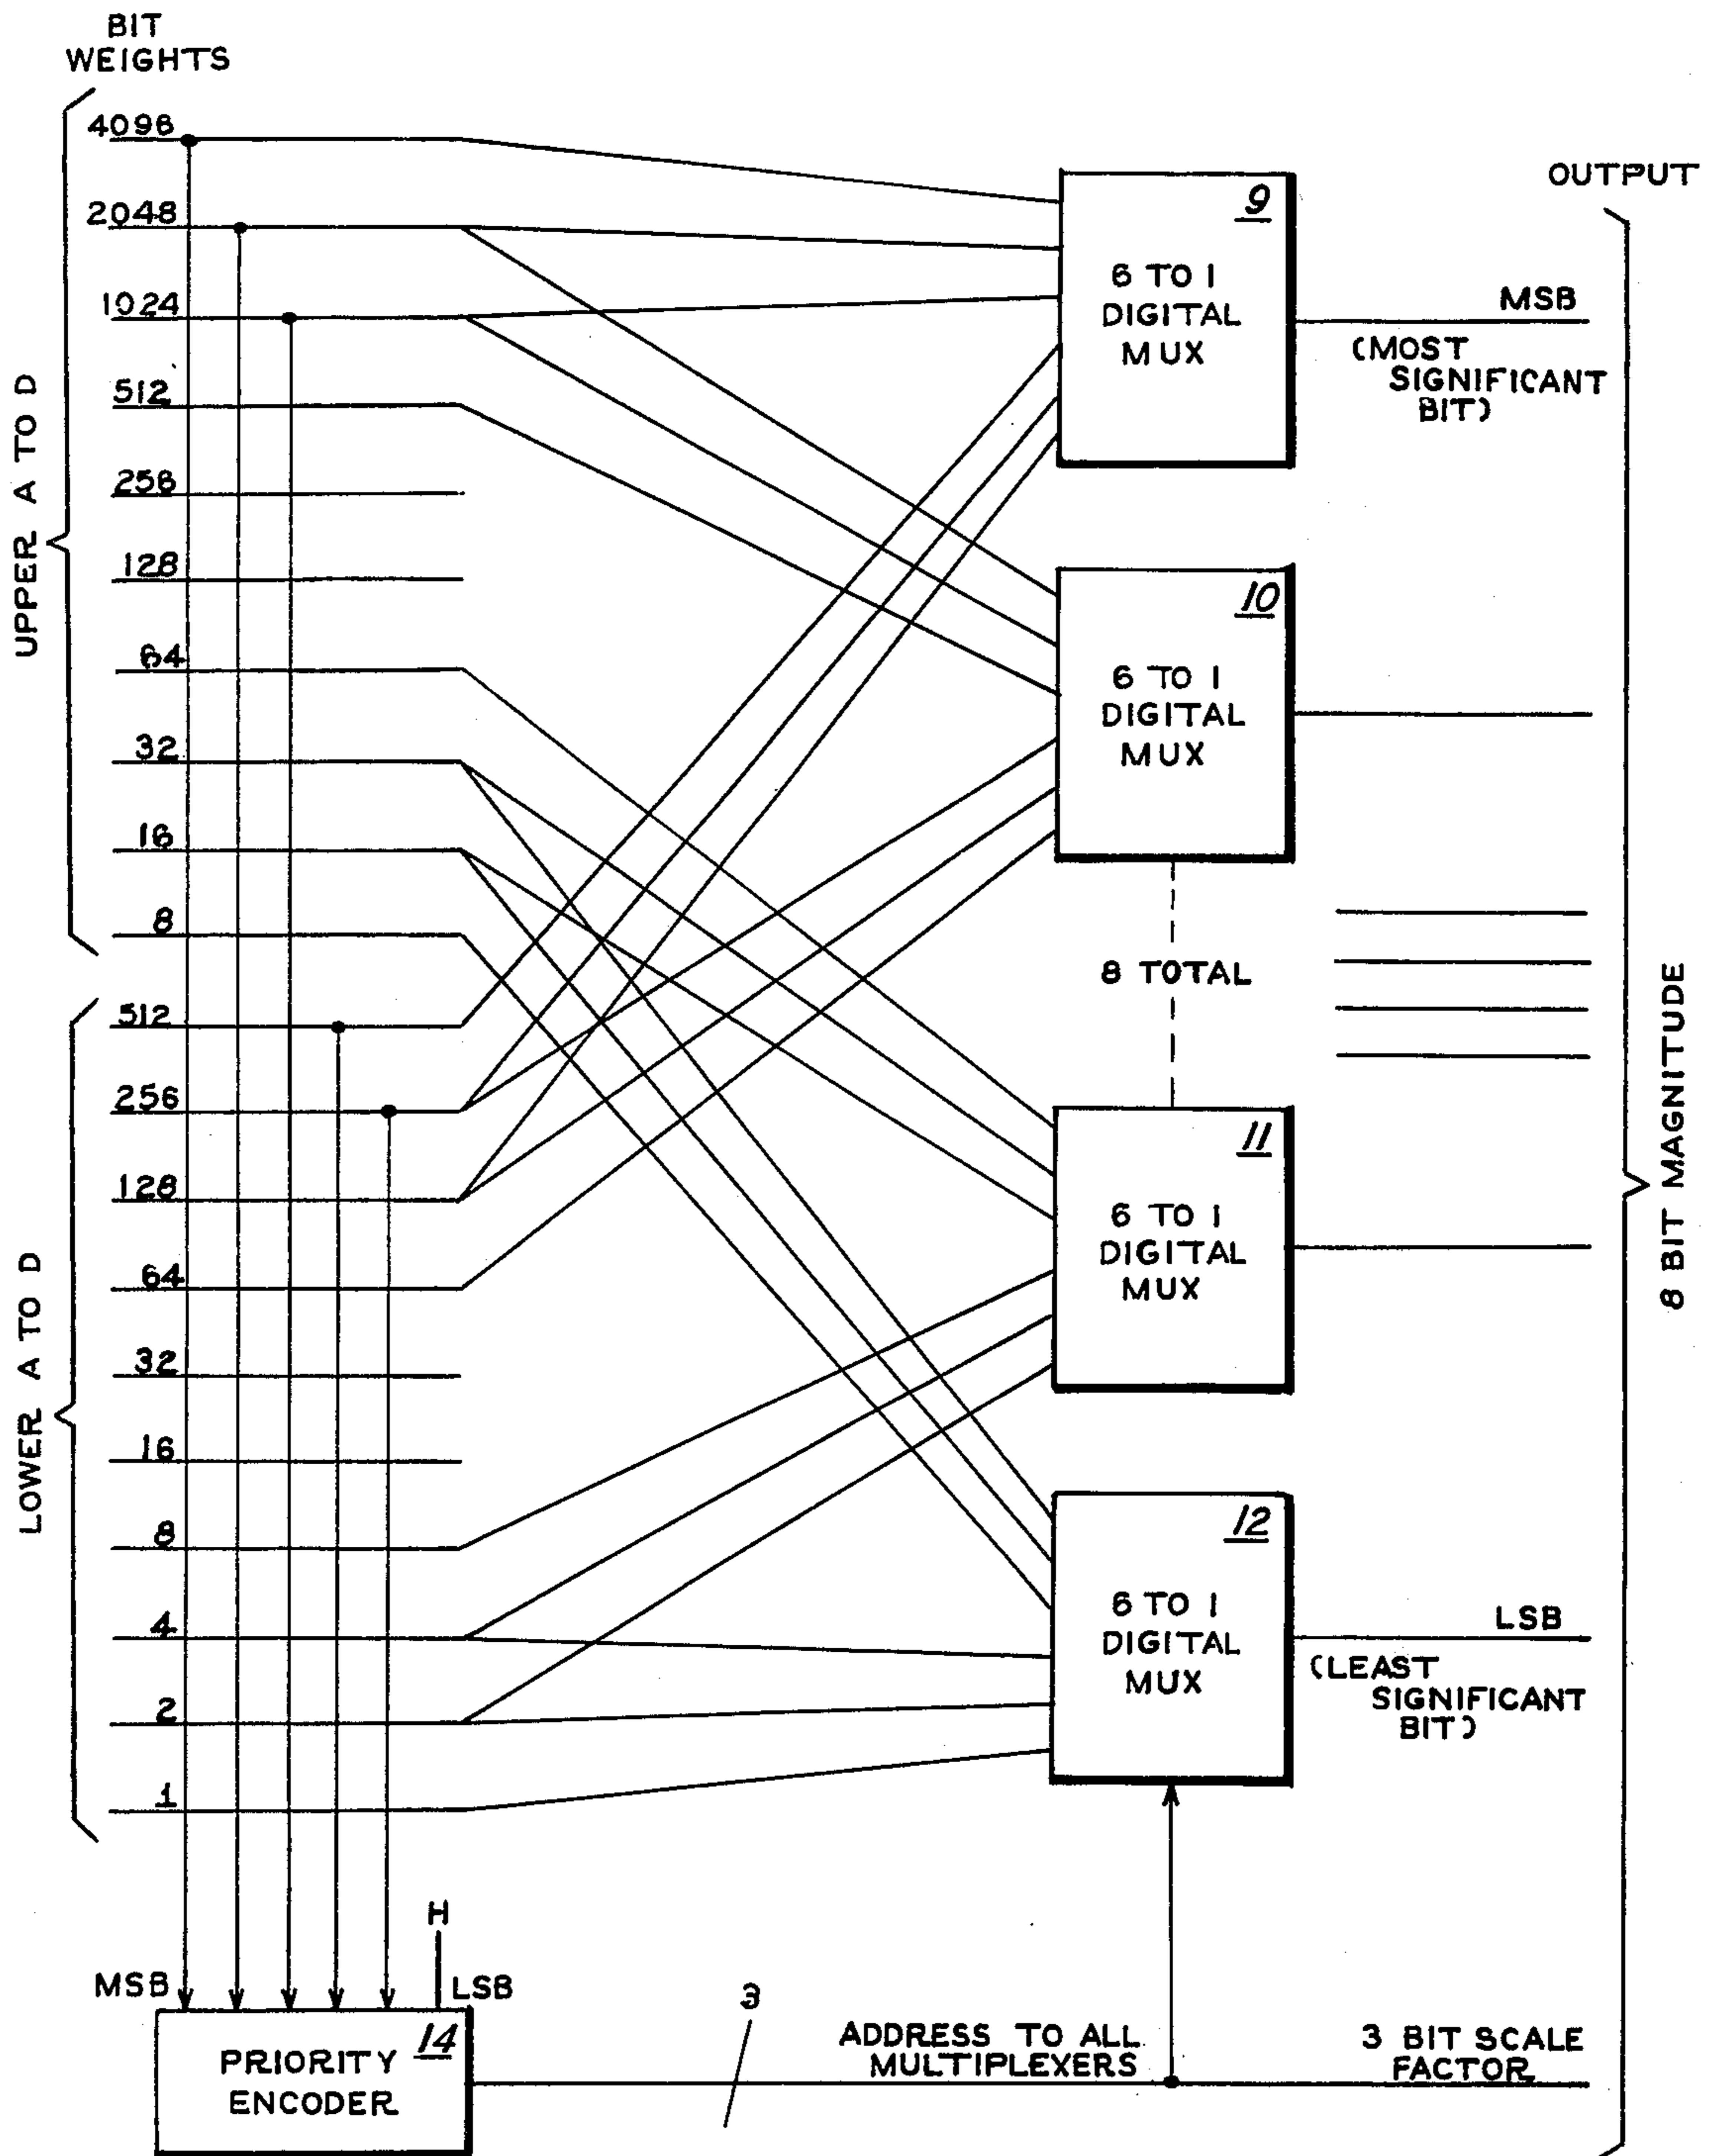 BIT
WEIGHTS
4096
2048
1024
512
256
128
64
32
16
8
512
256
128
64
32
16
8
4
2
1
UPPER A TO D
LOWER A TO D
9
6 TO 1
DIGITAL
MUX
10
6 TO 1
DIGITAL
MUX
8 TOTAL
11
6 TO 1
DIGITAL
MUX
12
6 TO 1
DIGITAL
MUX
OUTPUT
MSB
(MOST
SIGNIFICANT
BIT)
8 BIT MAGNITUDE
LSB
(LEAST
SIGNIFICANT
BIT)
H
MSB
LSB
14
PRIORITY
ENCODER
3
ADDRESS TO ALL
MULTIPLEXERS
3 BIT SCALE
FACTOR